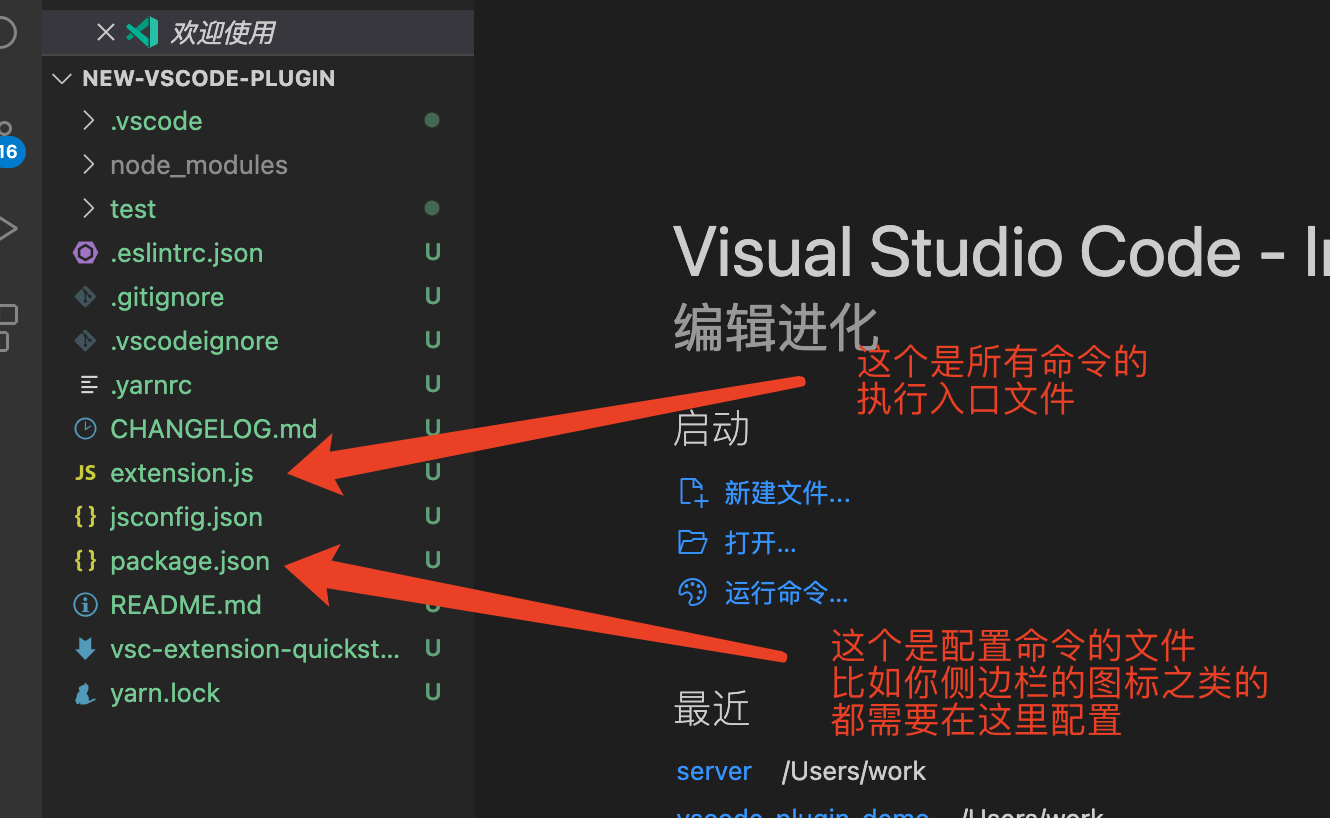 欢迎使用
NEW-VSCODE-PLUGIN
.vscode
node_modules
test
.eslintrc.json U
.gitignore U
.vscodeignore U
.yarnrc U
CHANGELOG.md U
extension.js U
jsconfig.json U
package.json U
README.md U
vsc-extension-quickst... U
yarn.lock U
16
JS
Visual Studio Code -
编辑进化
这个是所有命令的
执行入口文件
启动
新建文件...
打开...
运行命令...
这个是配置命令的文件
比如你侧边栏的图标之类的
都需要在这里配置
最近
server /Users/work
vscode_plugin_demo /Users/work